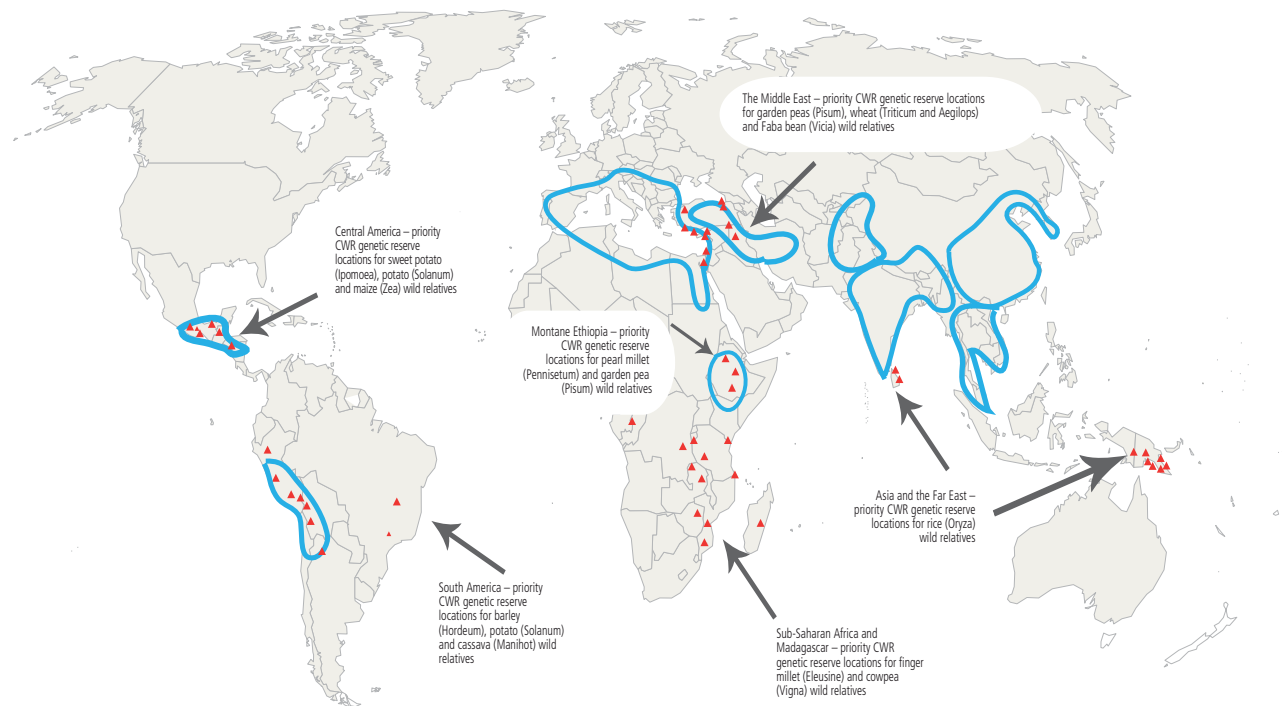 The Middle East – priority CWR genetic reserve locations
for garden peas (Pisum), wheat (Triticum and Aegilops)
and Faba bean (Vicia) wild relatives
Central America – priority
CWR genetic reserve
locations for sweet potato
(Ipomoea), potato (Solanum)
and maize (Zea) wild relatives
Montane Ethiopia – priority
CWR genetic reserve
locations for pearl millet
(Pennisetum) and garden pea
(Pisum) wild relatives
Asia and the Far East –
priority CWR genetic reserve
locations for rice (Oryza)
wild relatives
South America – priority
CWR genetic reserve
locations for barley
(Hordeum), potato (Solanum)
and cassava (Manihot) wild
relatives
Sub-Saharan Africa and
Madagascar – priority CWR
genetic reserve locations for finger
millet (Eleusine) and cowpea
(Vigna) wild relatives